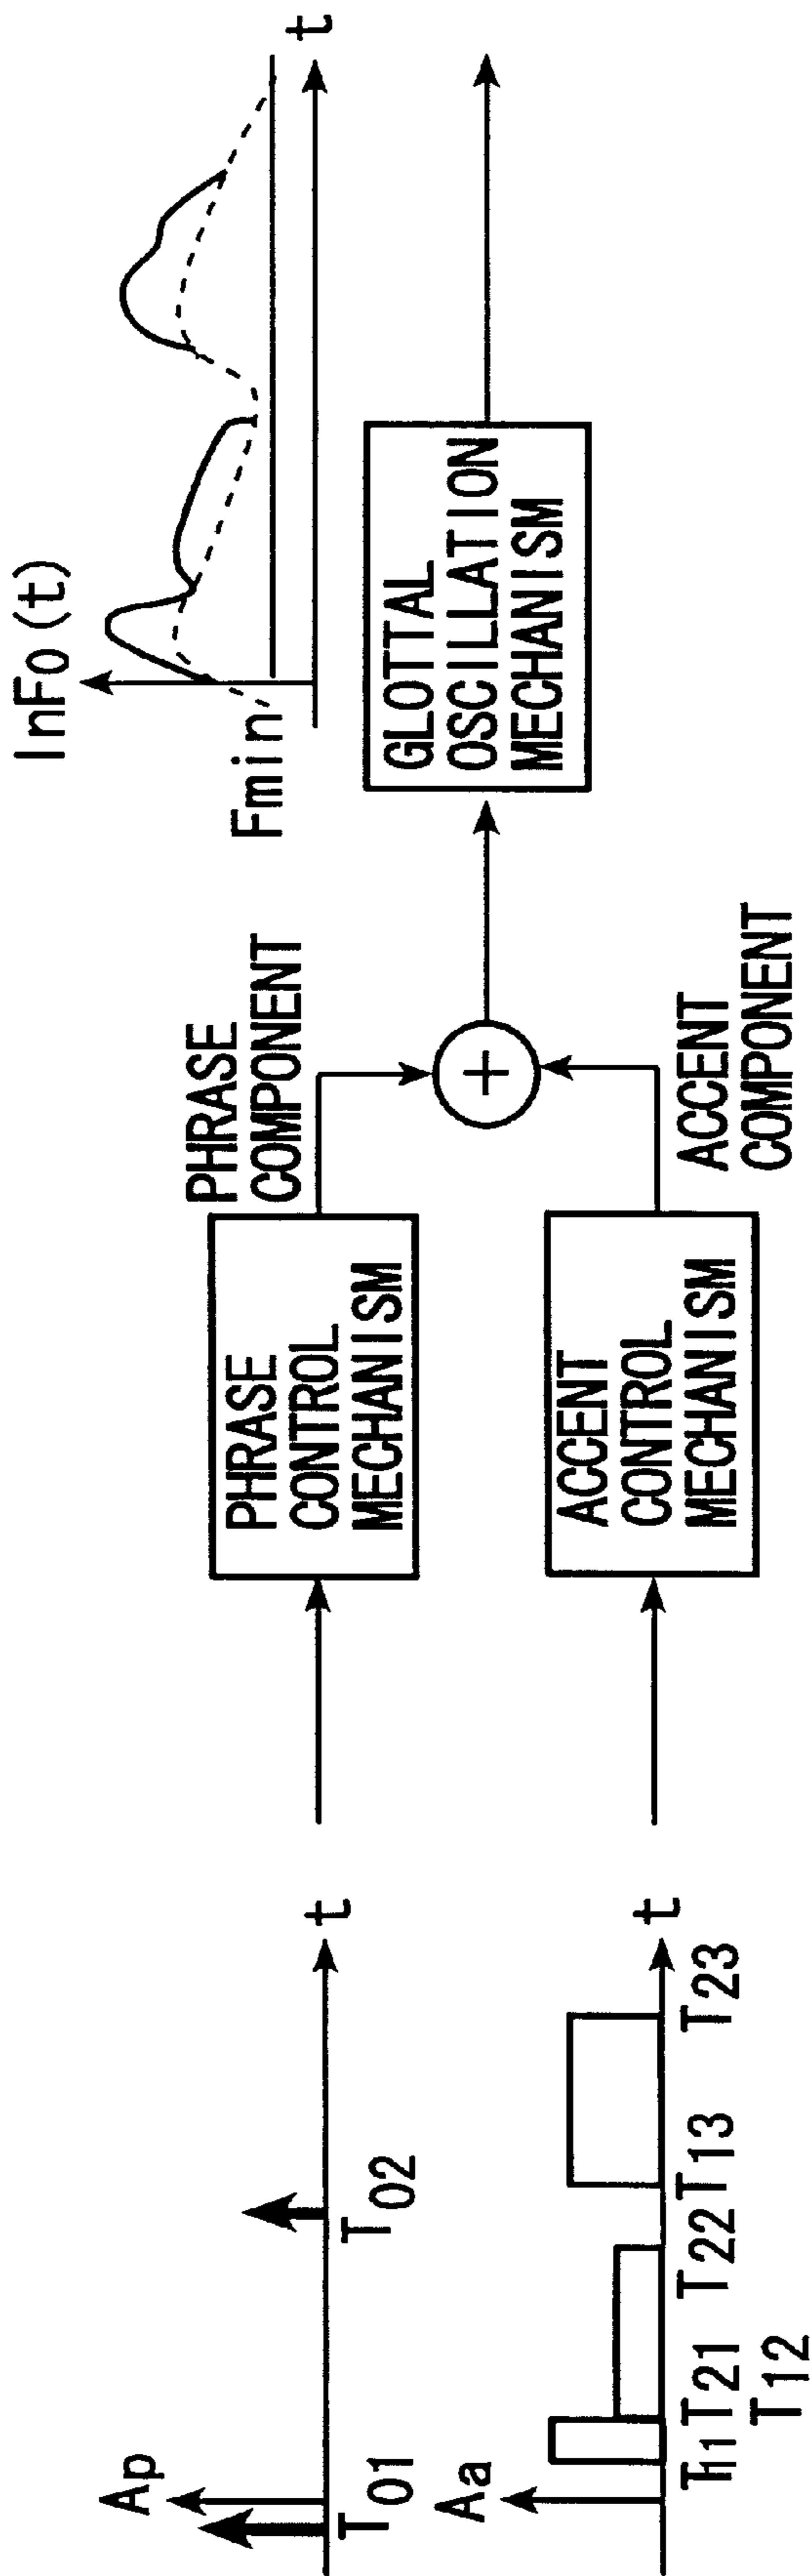 Ap
T01
T02
t
Aa
T11
T21
T12
T22
T13
T23
t
PHRASE
CONTROL
MECHANISM
PHRASE
COMPONENT
ACCENT
CONTROL
MECHANISM
ACCENT
COMPONENT
+
GLOTTAL
OSCILLATION
MECHANISM
lnFo(t)
Fmin
t